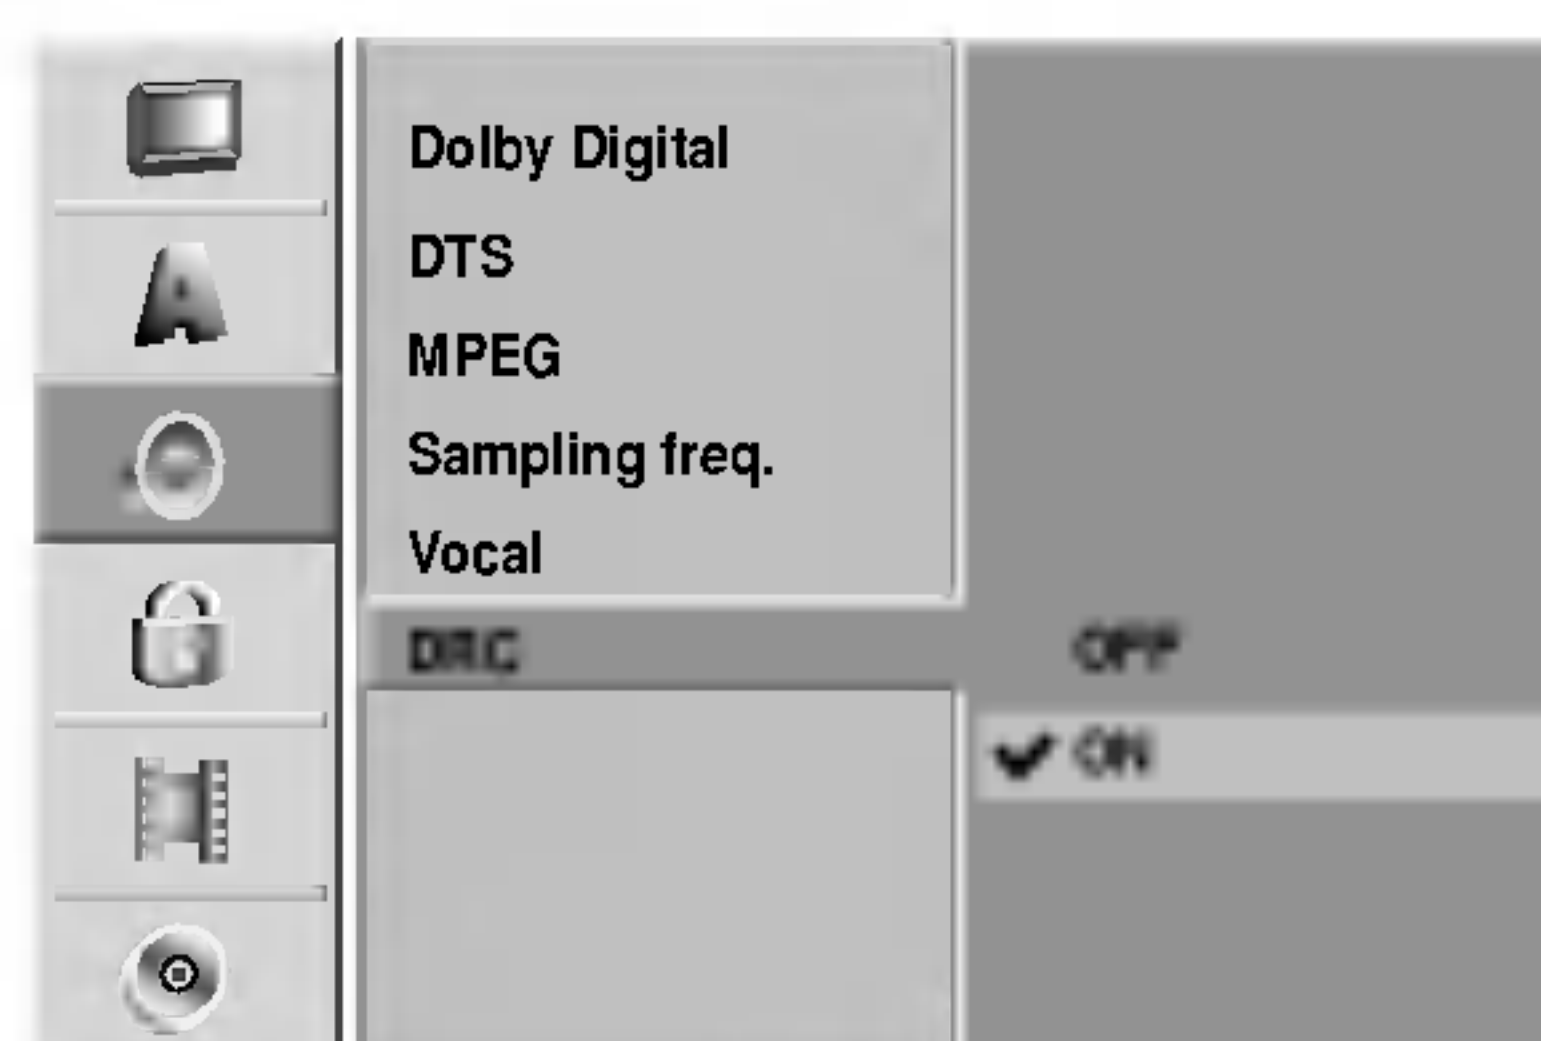 Dolby Digital
DTS
MPEG
Sampling freq.
Vocal
DRC OFF
ON